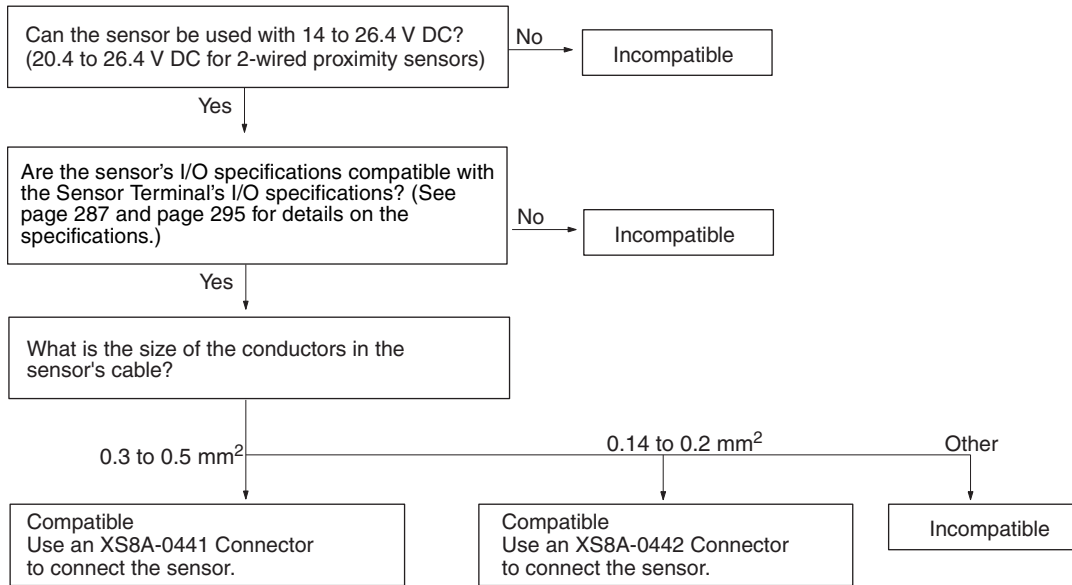 Can the sensor be used with 14 to 26.4 V DC?
(20.4 to 26.4 V DC for 2-wired proximity sensors)
No
Incompatible
Yes
Are the sensor's I/O specifications compatible with
the Sensor Terminal's I/O specifications? (See
page 287 and page 295 for details on the
specifications.)
No
Incompatible
Yes
What is the size of the conductors in the
sensor's cable?
0.3 to 0.5 mm²
0.14 to 0.2 mm²
Other
Compatible
Use an XS8A-0441 Connector
to connect the sensor.
Compatible
Use an XS8A-0442 Connector
to connect the sensor.
Incompatible